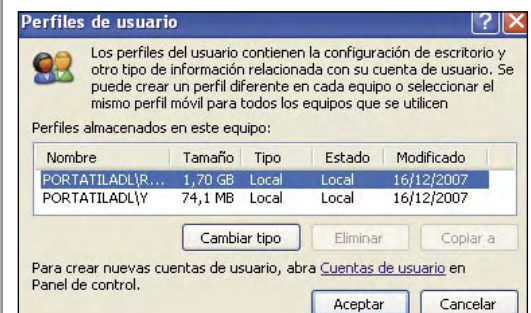 Perfiles de usuario
Los perfiles del usuario contienen la configuración de escritorio y
otro tipo de información relacionada con su cuenta de usuario. Se
puede crear un perfil diferente en cada equipo o seleccionar el
mismo perfil móvil para todos los equipos que se utilicen
Perfiles almacenados en este equipo:
Nombre Tamaño Tipo Estado Modificado
PORTATILADL\R... 1,70 GB Local Local 16/12/2007
PORTATILADL\Y 74,1 MB Local Local 16/12/2007
Cambiar tipo Eliminar Copiar a
Para crear nuevas cuentas de usuario, abra Cuentas de usuario en
Panel de control.
Aceptar Cancelar